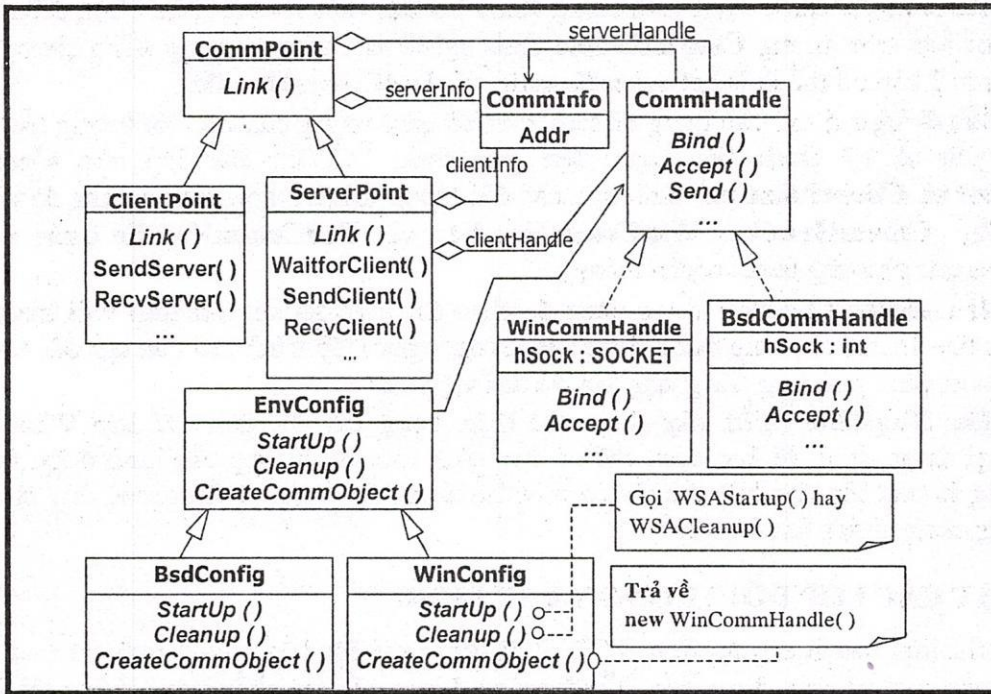 CommPoint
Link ( )
serverHandle
serverInfo
CommInfo
Addr
CommHandle
Bind ( )
Accept ( )
Send ( )
...
clientInfo
clientHandle
ClientPoint
Link ( )
SendServer( )
RecvServer( )
...
ServerPoint
Link ( )
WaitforClient( )
SendClient( )
RecvClient( )
WinCommHandle
hSock : SOCKET
Bind ( )
Accept ( )
...
BsdCommHandle
hSock : int
Bind ( )
Accept ( )
...
EnvConfig
StartUp ( )
Cleanup ( )
CreateCommObject ( )
Gọi WSAStartup( ) hay
WSACleanup( )
BsdConfig
StartUp ( )
Cleanup ( )
CreateCommObject ( )
WinConfig
StartUp ( )
Cleanup ( )
CreateCommObject ( )
Trả về
new WinCommHandle( )